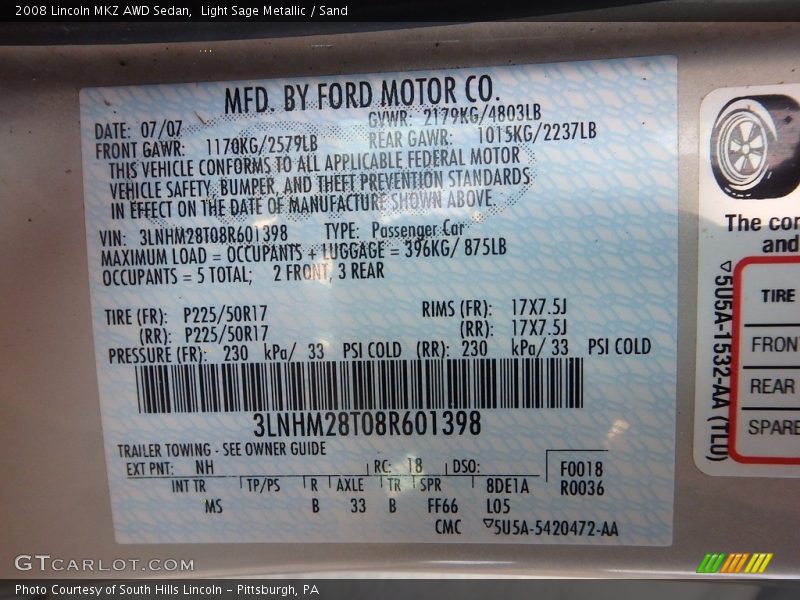 2008 Lincoln MKZ AWD Sedan,  Light Sage Metallic / Sand
MFD. BY FORD MOTOR CO.
DATE: 07/07 GVWR: 2179KG/4803LB
FRONT GAWR: 1170KG/2579LB REAR GAWR: 1015KG/2237LB
THIS VEHICLE CONFORMS TO ALL APPLICABLE FEDERAL MOTOR
VEHICLE SAFETY, BUMPER, AND THEFT PREVENTION STANDARDS
IN EFFECT ON THE DATE OF MANUFACTURE SHOWN ABOVE
VIN: 3LNHM28T08R601398 TYPE: Passenger Car
MAXIMUM LOAD = OCCUPANTS + LUGGAGE = 396KG/ 875LB
OCCUPANTS = 5 TOTAL; 2 FRONT, 3 REAR
TIRE (FR): P225/50R17 RIMS (FR): 17X7.5J
(RR): P225/50R17 (RR): 17X7.5J
PRESSURE (FR): 230 kPa/ 33 PSI COLD (RR): 230 kPa/ 33 PSI COLD
3LNHM28T08R601398
TRAILER TOWING - SEE OWNER GUIDE
EXT PNT: NH RC: 18 DSO: F0018
R0036
INT TR TP/PS R AXLE TR SPR 8DE1A
MS B 33 B FF66 L05
CMC ▽5U5A-5420472-AA
The con
and
▽5U5A-1532-AA (TLU)
TIRE
FRONT
REAR
SPARE
GTCARLOT.COM
Photo Courtesy of South Hills Lincoln - Pittsburgh, PA